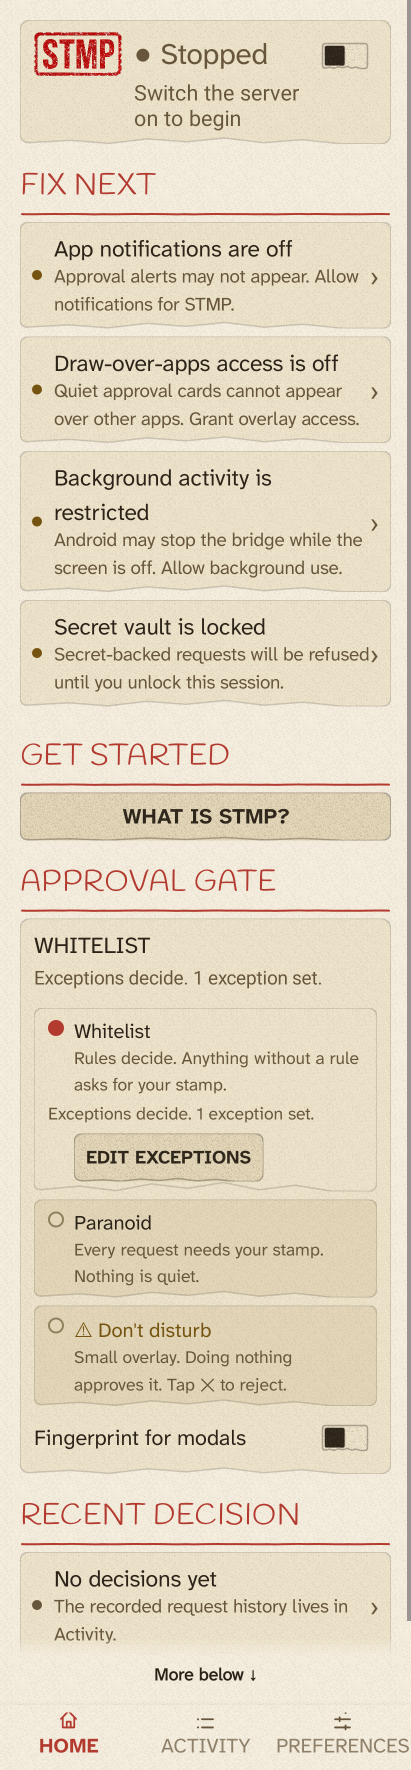 STMP
● Stopped
Switch the server
on to begin
FIX NEXT
App notifications are off
Approval alerts may not appear. Allow
notifications for STMP.
Draw-over-apps access is off
Quiet approval cards cannot appear
over other apps. Grant overlay access.
Background activity is
restricted
Android may stop the bridge while the
screen is off. Allow background use.
Secret vault is locked
Secret-backed requests will be refused
until you unlock this session.
GET STARTED
WHAT IS STMP?
APPROVAL GATE
WHITELIST
Exceptions decide. 1 exception set.
Whitelist
Rules decide. Anything without a rule
asks for your stamp.
Exceptions decide. 1 exception set.
EDIT EXCEPTIONS
Paranoid
Every request needs your stamp.
Nothing is quiet.
⚠ Don't disturb
Small overlay. Doing nothing
approves it. Tap ✕ to reject.
Fingerprint for modals
RECENT DECISION
No decisions yet
The recorded request history lives in
Activity.
More below ↓
HOME
ACTIVITY
PREFERENCES